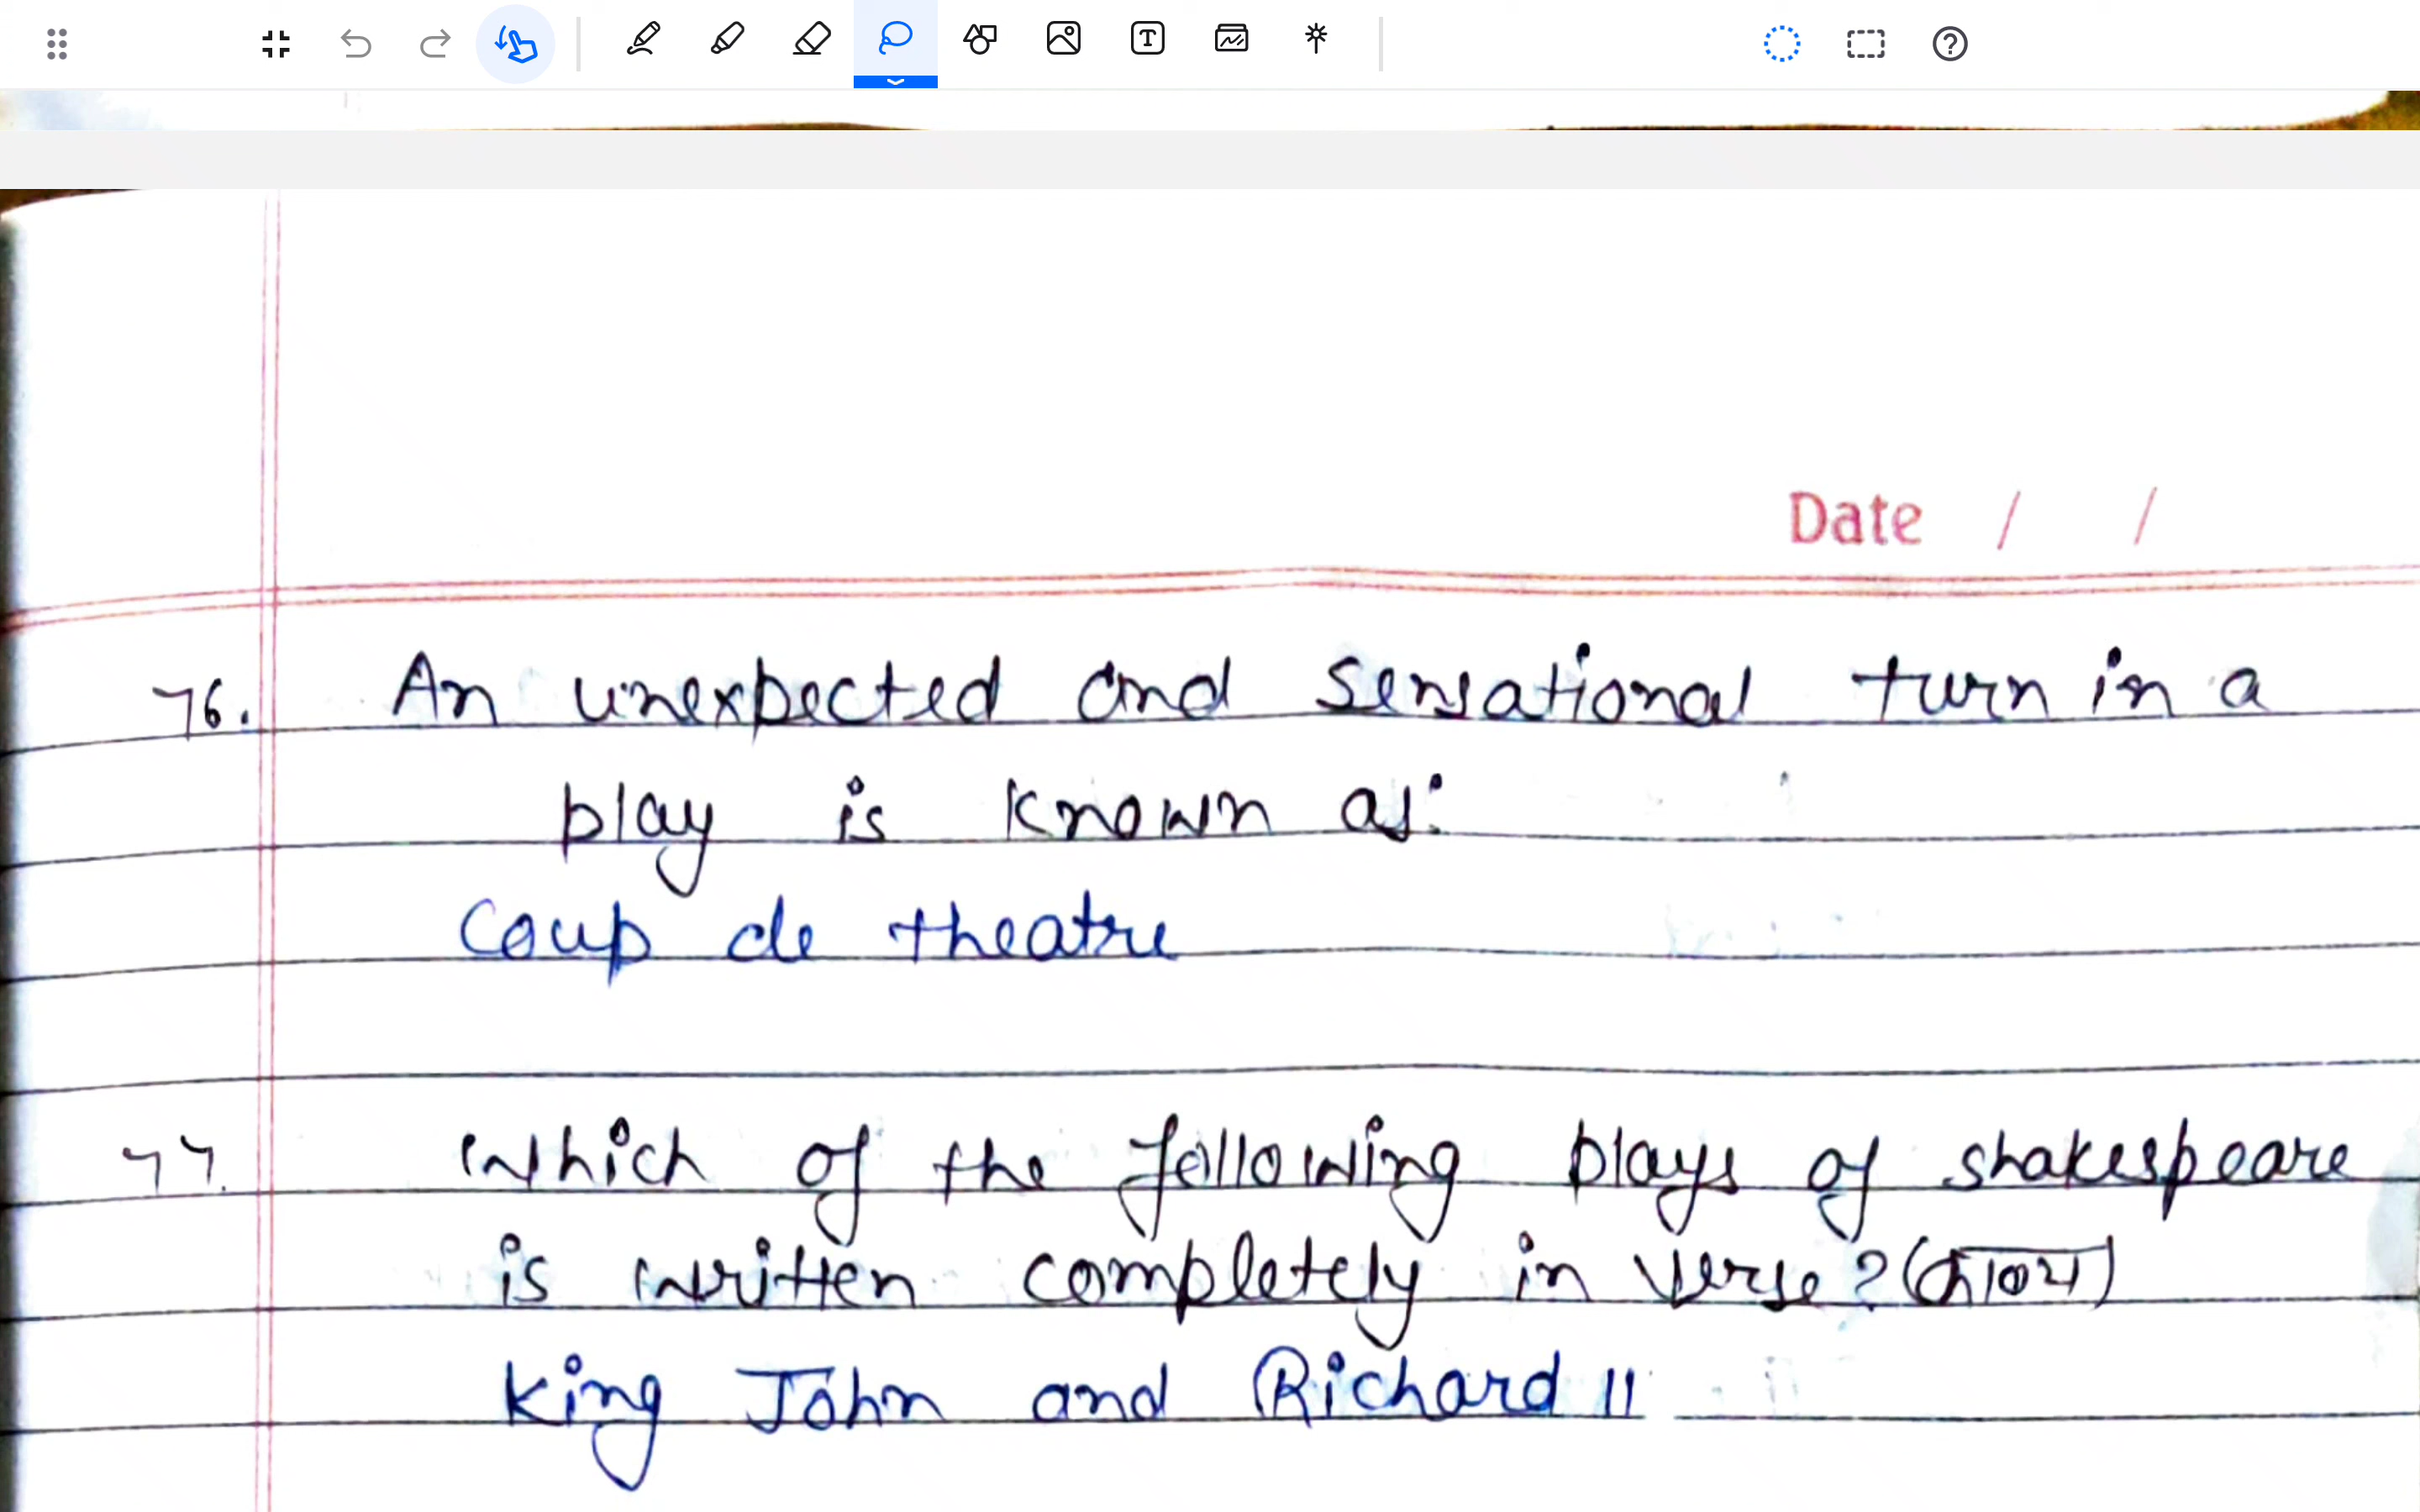 Date / /
76. An unexpected and sensational turn in a
play is known as:
Coup de theatre
77. Which of the following plays of shakespeare
is written completely in verse? (काव्य)
King John and Richard II